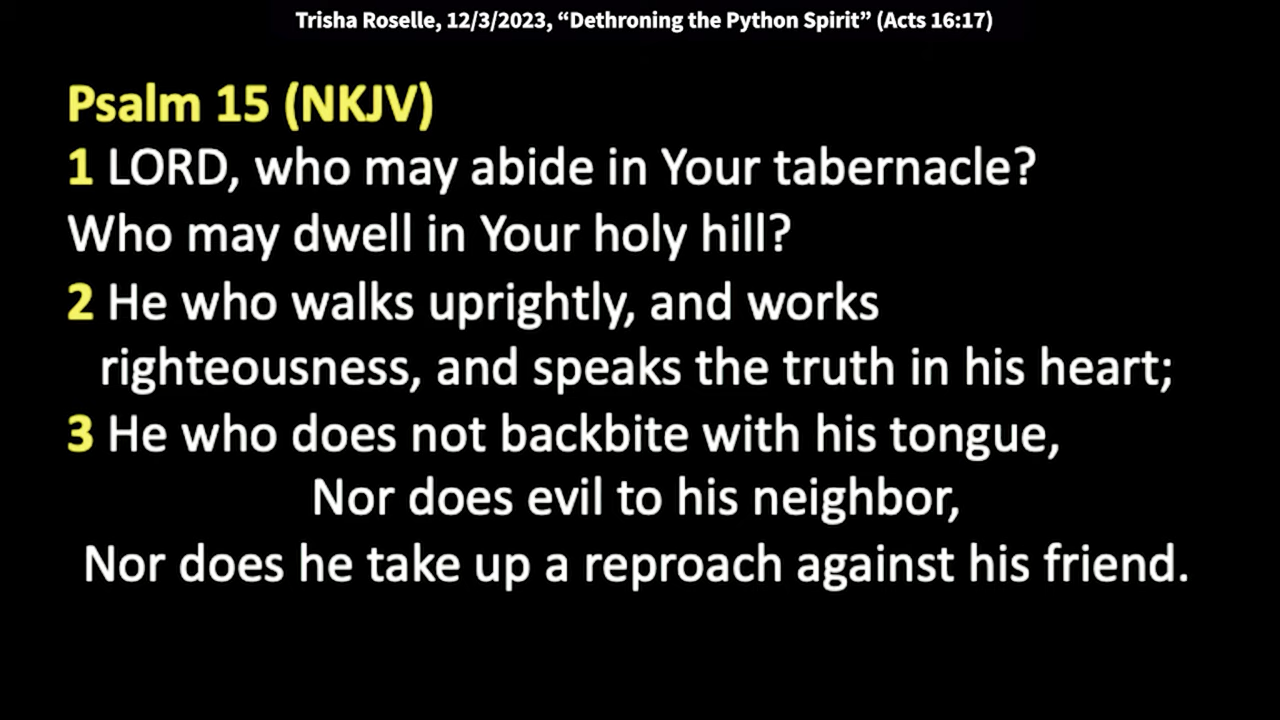 Trisha Roselle, 12/3/2023, “Dethroning the Python Spirit” (Acts 16:17)
Psalm 15 (NKJV)
1 LORD, who may abide in Your tabernacle?
Who may dwell in Your holy hill?
2 He who walks uprightly, and works
righteousness, and speaks the truth in his heart;
3 He who does not backbite with his tongue,
Nor does evil to his neighbor,
Nor does he take up a reproach against his friend.